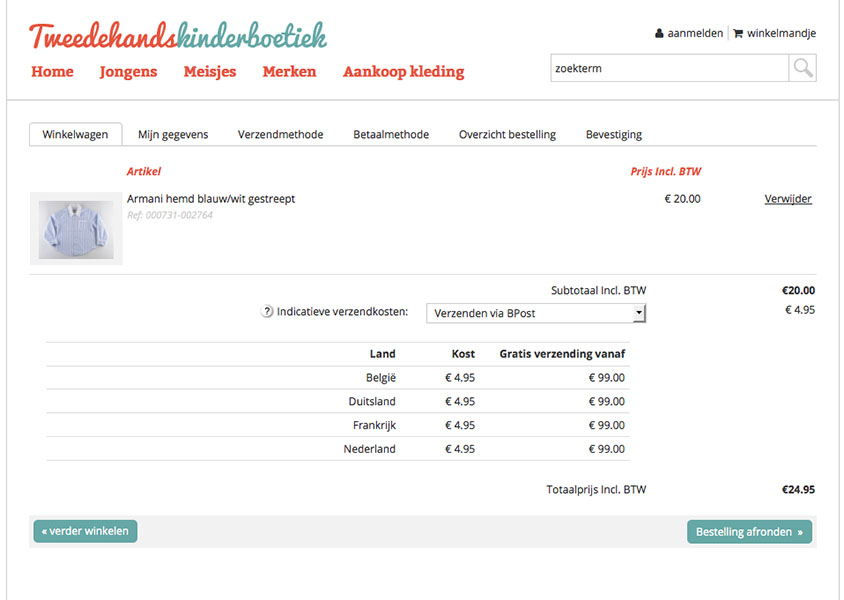 Tweedehandskinderboetiek
aanmelden winkelmandje
Home Jongens Meisjes Merken Aankoop kleding
zoekterm
Winkelwagen Mijn gegevens Verzendmethode Betaalmethode Overzicht bestelling Bevestiging
Artikel Prijs Incl. BTW
Armani hemd blauw/wit gestreept € 20.00 Verwijder
Ref: 000731-002764
Subtotaal Incl. BTW €20.00
? Indicatieve verzendkosten: Verzenden via BPost € 4.95
Land Kost Gratis verzending vanaf
België € 4.95 € 99.00
Duitsland € 4.95 € 99.00
Frankrijk € 4.95 € 99.00
Nederland € 4.95 € 99.00
Totaalprijs Incl. BTW €24.95
« verder winkelen Bestelling afronden »